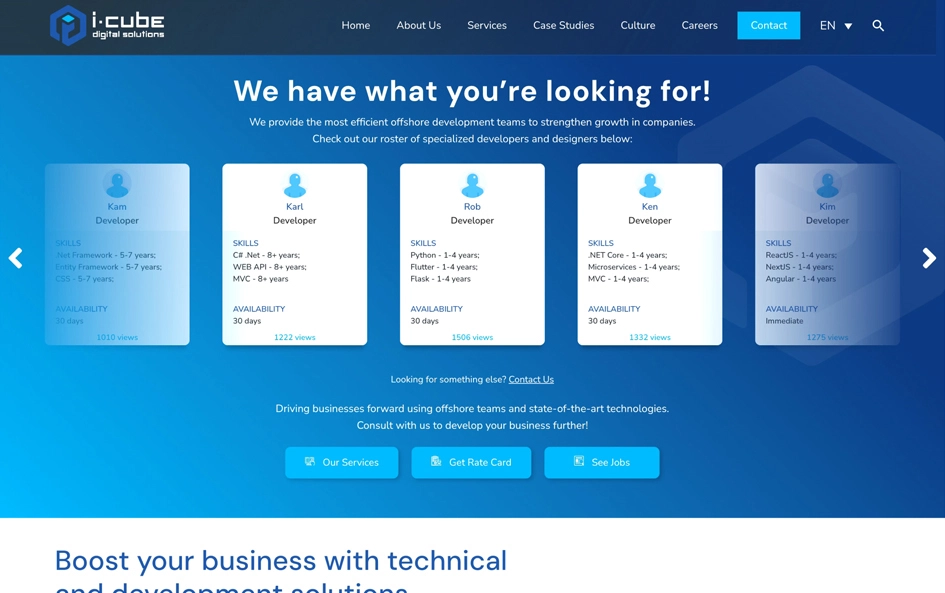 i·cube
digital solutions
Home
About Us
Services
Case Studies
Culture
Careers
Contact
EN
We have what you're looking for!
We provide the most efficient offshore development teams to strengthen growth in companies.
Check out our roster of specialized developers and designers below:
Kam
Developer
SKILLS
.Net Framework - 5-7 years;
Entity Framework - 5-7 years;
CSS - 5-7 years;
AVAILABILITY
30 days
1010 views
Karl
Developer
SKILLS
C# .Net - 8+ years;
WEB API - 8+ years;
MVC - 8+ years
AVAILABILITY
30 days
1222 views
Rob
Developer
SKILLS
Python - 1-4 years;
Flutter - 1-4 years;
Flask - 1-4 years
AVAILABILITY
30 days
1506 views
Ken
Developer
SKILLS
.NET Core - 1-4 years;
Microservices - 1-4 years;
MVC - 1-4 years;
AVAILABILITY
30 days
1332 views
Kim
Developer
SKILLS
ReactJS - 1-4 years;
NextJS - 1-4 years;
Angular - 1-4 years
AVAILABILITY
Immediate
1275 views
Looking for something else? Contact Us
Driving businesses forward using offshore teams and state-of-the-art technologies.
Consult with us to develop your business further!
Our Services
Get Rate Card
See Jobs
Boost your business with technical
and development solutions